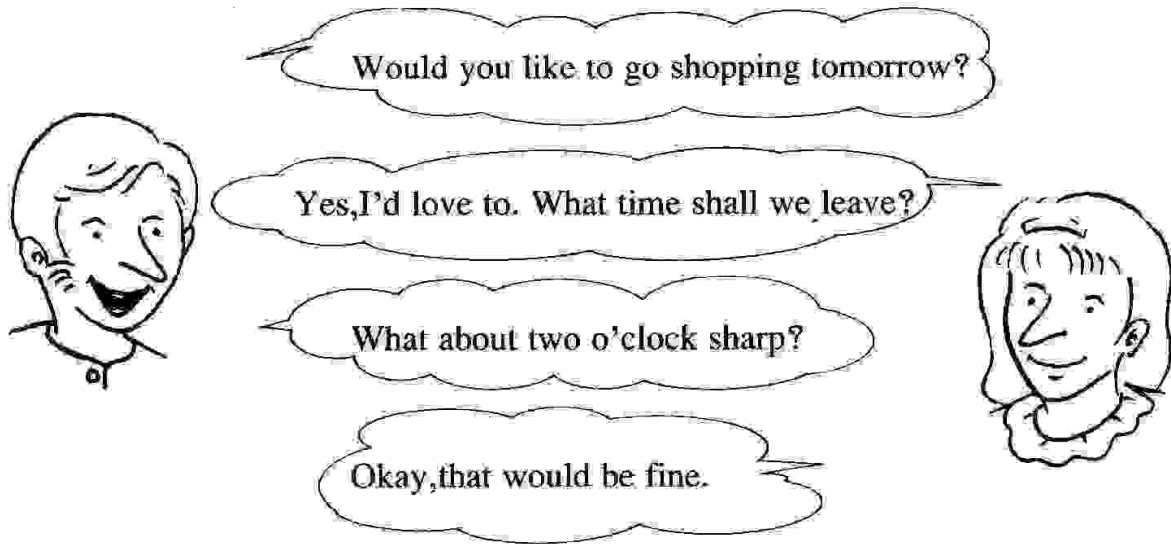 Would you like to go shopping tomorrow?
Yes,I'd love to. What time shall we leave?
What about two o'clock sharp?
Okay,that would be fine.